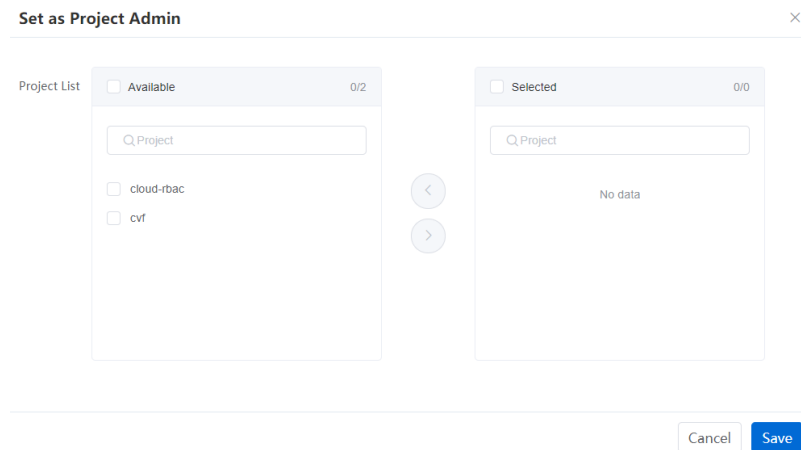 Set as Project Admin
Project List
Available 0/2
Project
cloud-rbac
cvf
Selected 0/0
Project
No data
Cancel Save